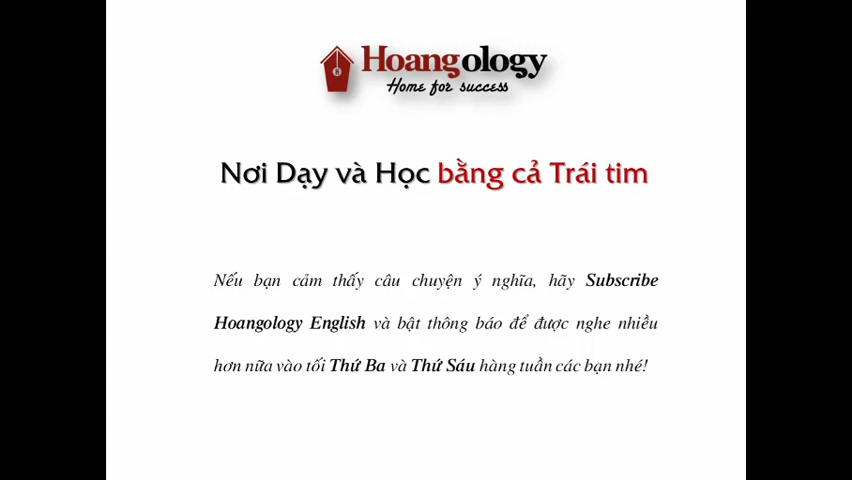 Hoangology
Home for success
Nơi Dạy và Học bằng cả Trái tim
Nếu bạn cảm thấy câu chuyện ý nghĩa, hãy Subscribe
Hoangology English và bật thông báo để được nghe nhiều
hơn nữa vào tối Thứ Ba và Thứ Sáu hàng tuần các bạn nhé!